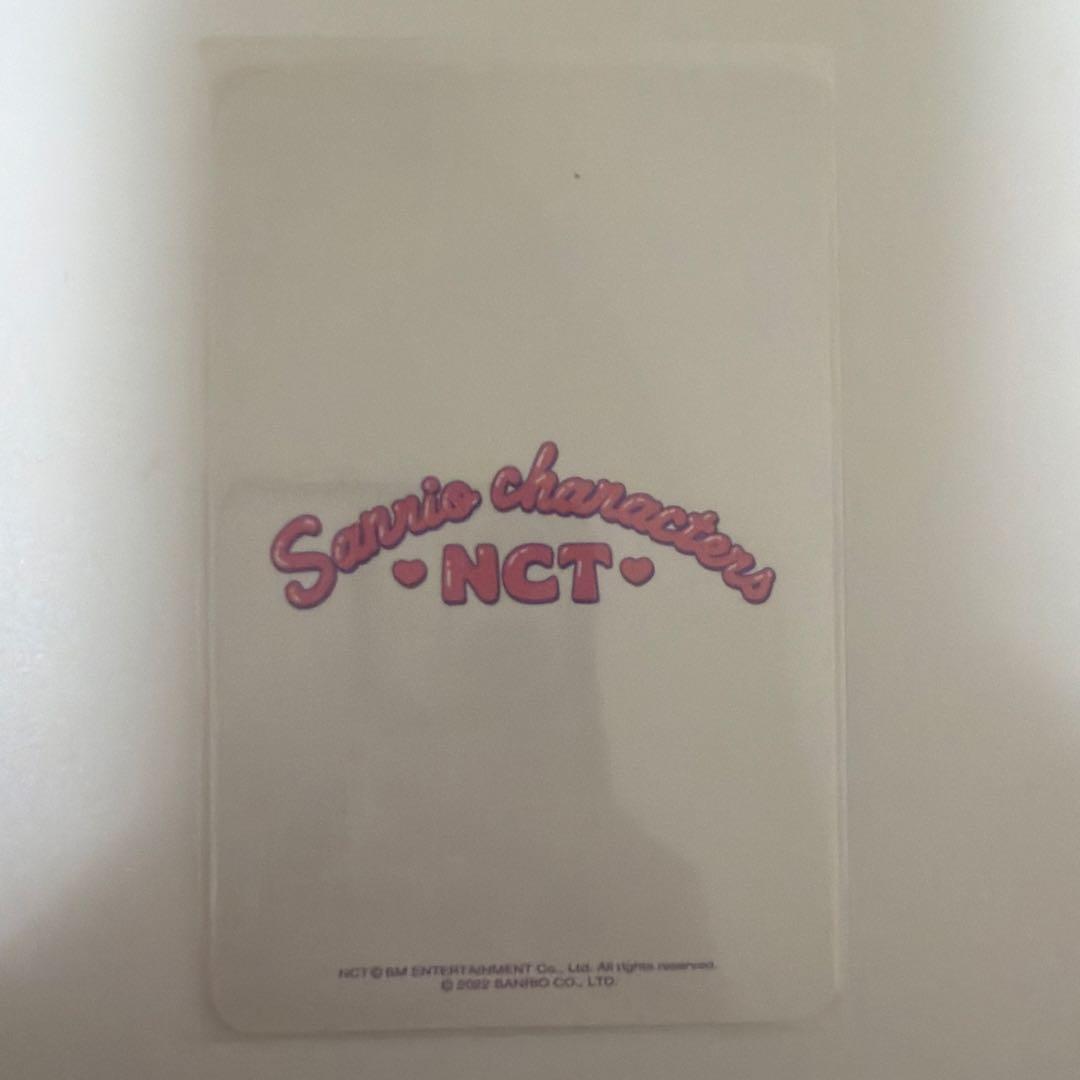 Sanrio characters
NCT
NCT © SM ENTERTAINMENT Co., Ltd. All rights reserved.
© 2022 SANRIO CO., LTD.